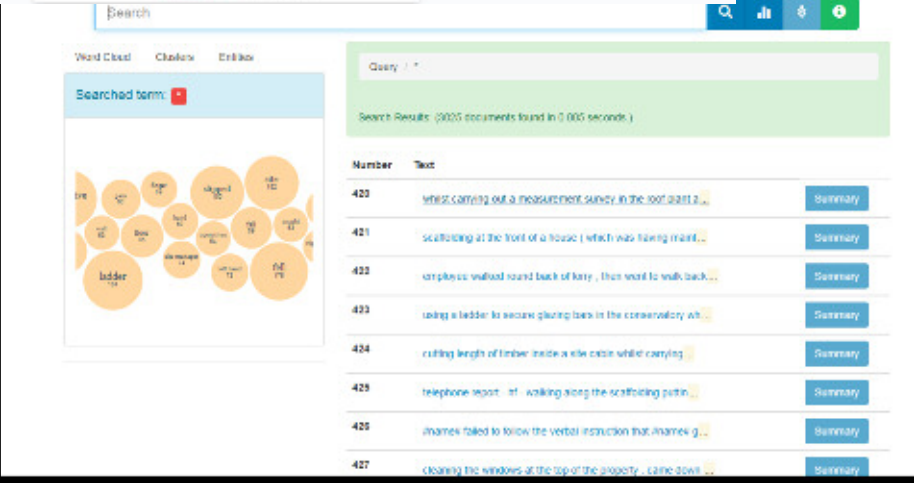 Search
Word Cloud Clusters Entities
Searched term: *
Query / *
Search Results: (3025 documents found in 0.005 seconds.)
slipped
ladder
fell
Number Text
420 whilst carrying out a measurement survey in the roof plant a... Summary
421 scaffolding at the front of a house ( which was having maint... Summary
422 employee walked round back of lorry , then went to walk back... Summary
423 using a ladder to secure glazing bars in the conservatory wh... Summary
424 cutting length of timber inside a site cabin whilst carrying ... Summary
425 telephone report walking along the scaffolding puttin... Summary
426 #name# failed to follow the verbal instruction that #name# g... Summary
427 cleaning the windows at the top of the property , came down ... Summary